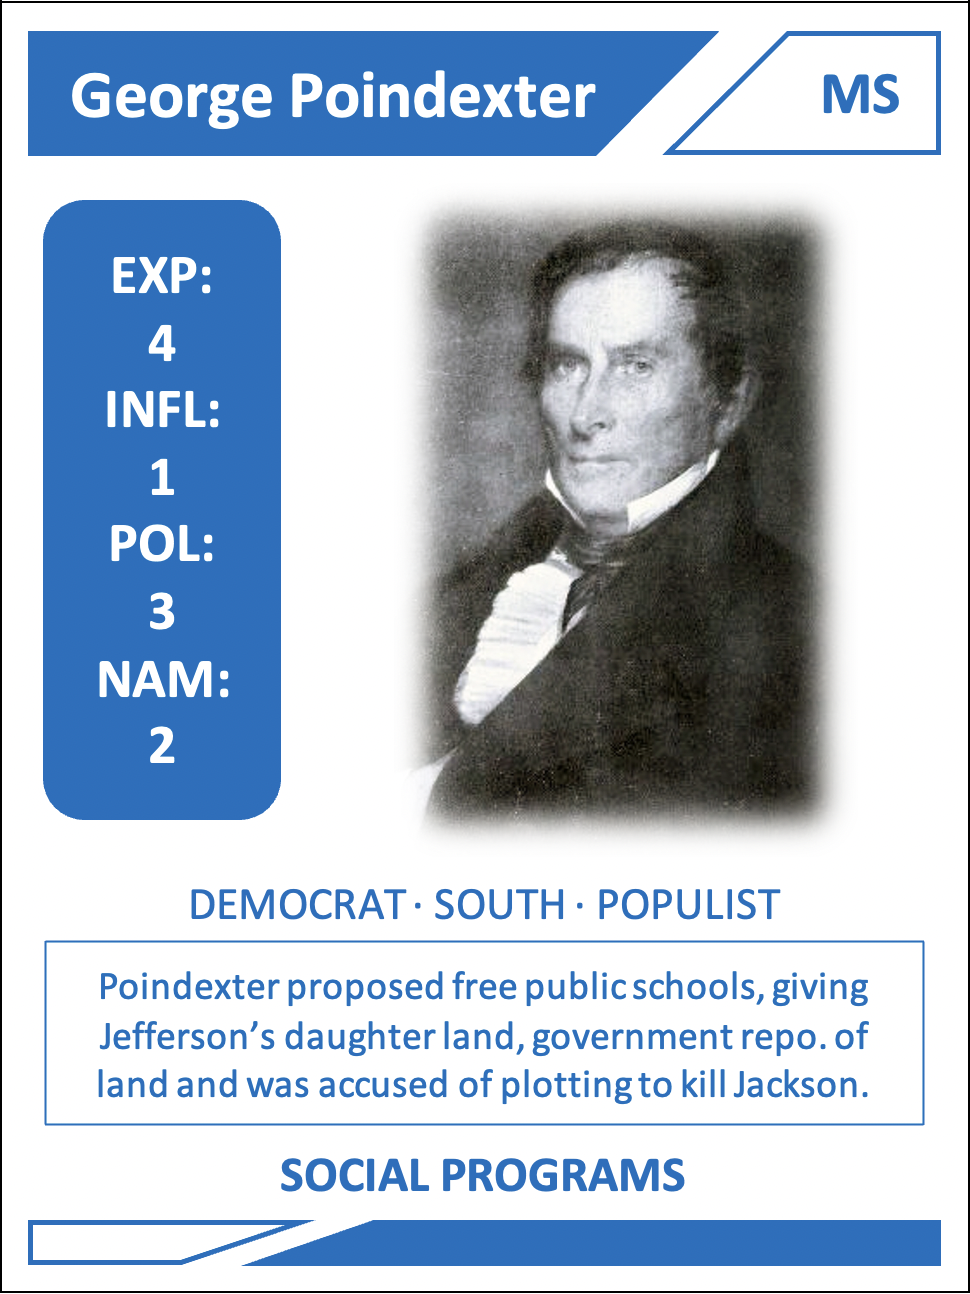 George Poindexter
MS
EXP:
4
INFL:
1
POL:
3
NAM:
2
DEMOCRAT · SOUTH · POPULIST
Poindexter proposed free public schools, giving
Jefferson’s daughter land, government repo. of
land and was accused of plotting to kill Jackson.
SOCIAL PROGRAMS